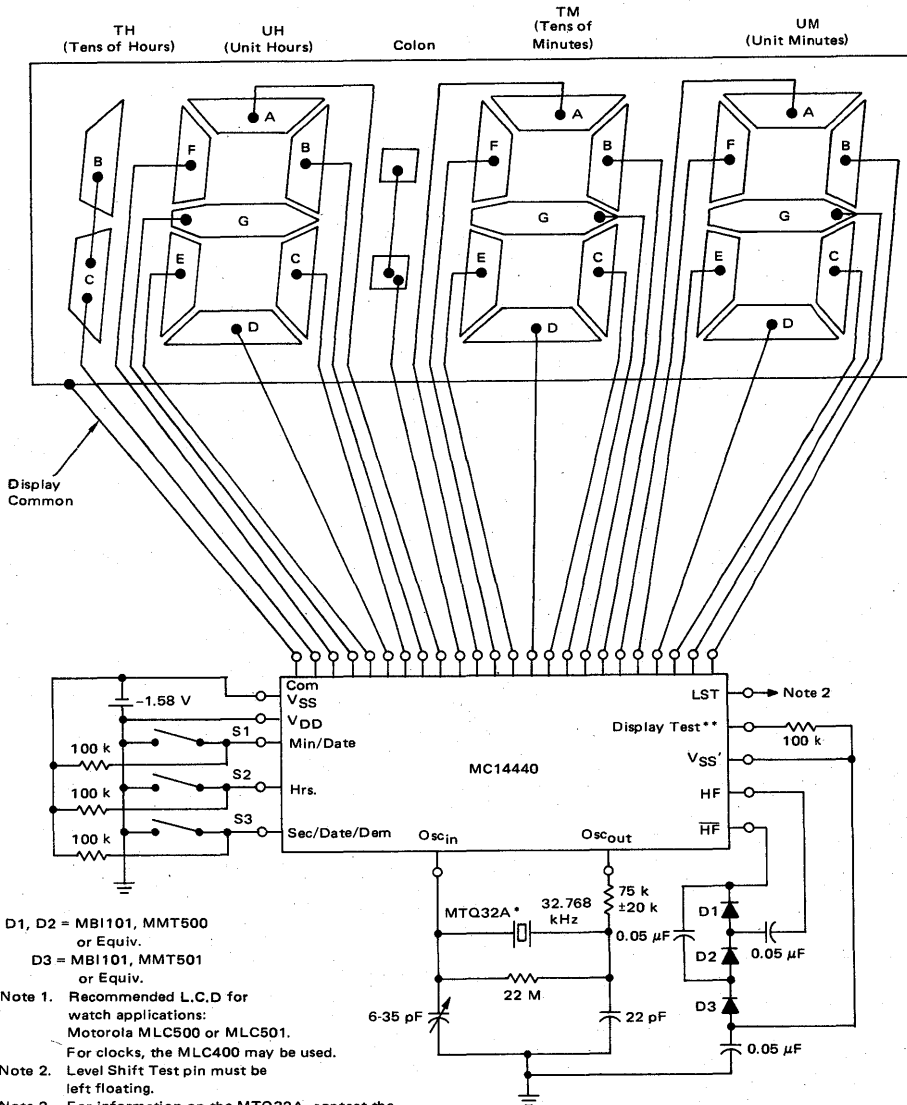 TH
(Tens of Hours)
UH
(Unit Hours)
Colon
TM
(Tens of
Minutes)
UM
(Unit Minutes)
A
F
B
B
G
E
C
C
D
A
F
B
G
E
C
D
A
F
B
G
E
C
D
Display
Common
Com
VSS
–1.58 V
VDD
S1
Min/Date
100 k
S2
Hrs.
100 k
S3
Sec/Date/Dem
100 k
MC14440
LST
Note 2
Display Test**
100 k
VSS'
HF
H̅F̅
Oscin
Oscout
MTQ32A*
32.768
kHz
75 k
±20 k
22 M
6-35 pF
22 pF
0.05 µF
D1
D2
0.05 µF
D3
0.05 µF
D1, D2 = MBI101, MMT500
or Equiv.
D3 = MBI101, MMT501
or Equiv.
Note 1. Recommended L.C.D for
watch applications:
Motorola MLC500 or MLC501.
For clocks, the MLC400 may be used.
Note 2. Level Shift Test pin must be
left floating.